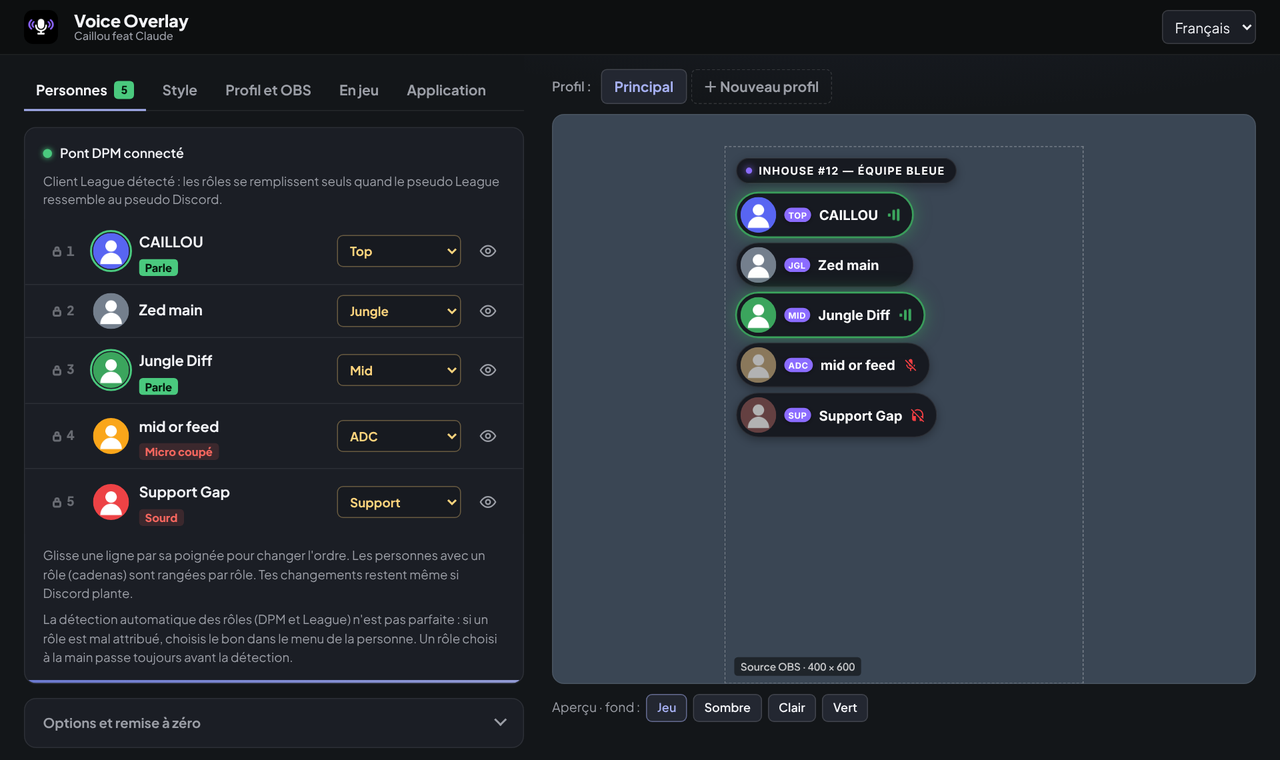 Voice Overlay
Caillou feat Claude
Français
Personnes 5
Style
Profil et OBS
En jeu
Application
Pont DPM connecté
Client League détecté : les rôles se remplissent seuls quand le pseudo League
ressemble au pseudo Discord.
1
CAILLOU
Parle
Top
2
Zed main
Jungle
3
Jungle Diff
Parle
Mid
4
mid or feed
Micro coupé
ADC
5
Support Gap
Sourd
Support
Glisse une ligne par sa poignée pour changer l'ordre. Les personnes avec un
rôle (cadenas) sont rangées par rôle. Tes changements restent même si
Discord plante.
La détection automatique des rôles (DPM et League) n'est pas parfaite : si un
rôle est mal attribué, choisis le bon dans le menu de la personne. Un rôle choisi
à la main passe toujours avant la détection.
Options et remise à zéro
Profil :
Principal
+ Nouveau profil
INHOUSE #12 — ÉQUIPE BLEUE
TOP CAILLOU
JGL Zed main
MID Jungle Diff
ADC mid or feed
SUP Support Gap
Source OBS · 400 × 600
Aperçu · fond :
Jeu
Sombre
Clair
Vert